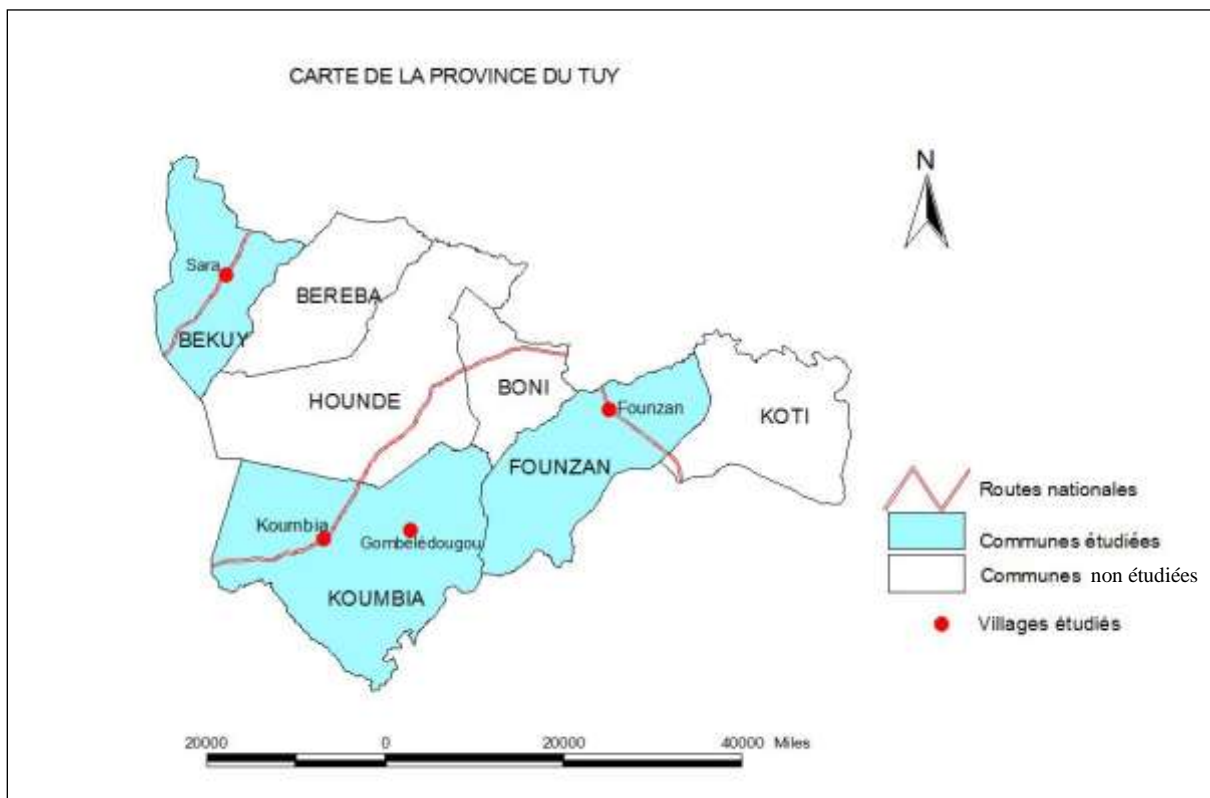 CARTE DE LA PROVINCE DU TUY
N
Sara
BEREBA
BEKUY
HOUNDE
BONI
Founzan
KOTI
FOUNZAN
Koumbia
Gombelédougou
KOUMBIA
Routes nationales
Communes étudiées
Communes non étudiées
Villages étudiés
20000 0 20000 40000 Miles